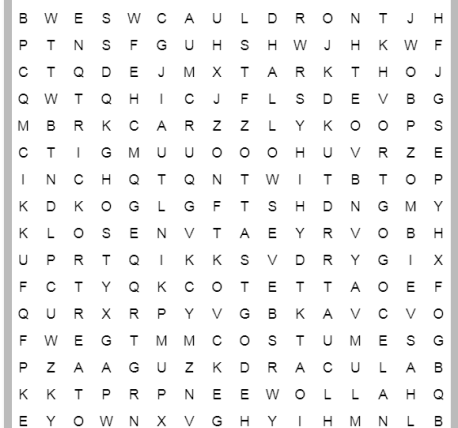 B W E S W C A U L D R O N T J H
P T N S F G U H S H W J H K W F
C T Q D E J M X T A R K T H O J
Q W T Q H I C J F L S D E V B G
M B R K C A R Z Z L Y K O O P S
C T I G M U U O O O H U V R Z E
I N C H Q T Q N T W I T B T O P
K D K O G L G F T S H D N G M Y
K L O S E N V T A E Y R V O B H
U P R T Q I K K S V D R Y G I X
F C T Y Q K C O T E T T A O E F
Q U R X R P Y V G B K A V C V O
F W E G T M M C O S T U M E S G
P Z A A G U Z K D R A C U L A B
K K T P R P N E E W O L L A H Q
E Y O W N X V G H Y I H M N L B